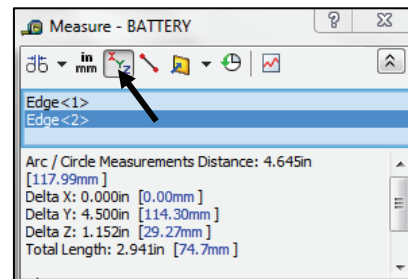 Measure - BATTERY
in
mm
XYZ
Edge<1>
Edge<2>
Arc / Circle Measurements Distance: 4.645in
[117.99mm ]
Delta X: 0.000in [0.00mm ]
Delta Y: 4.500in [114.30mm ]
Delta Z: 1.152in [29.27mm ]
Total Length: 2.941in [74.7mm ]